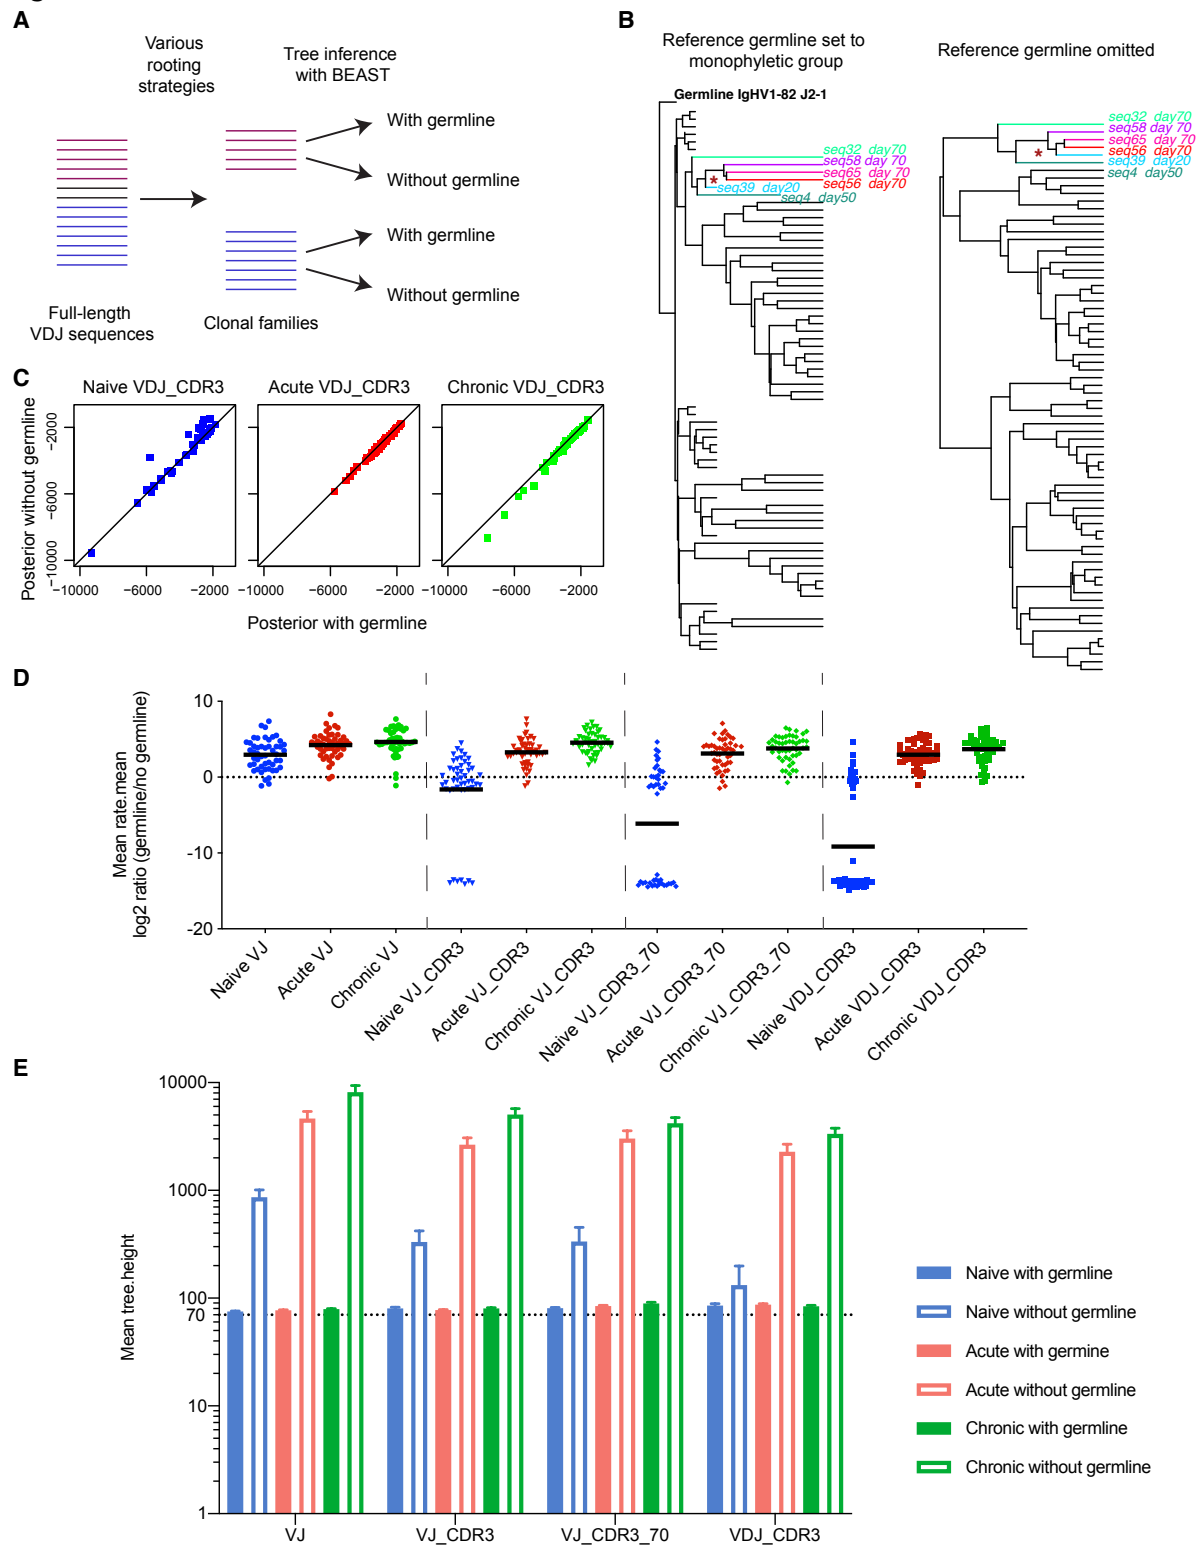 A
Various
rooting
strategies
Tree inference
with BEAST
With germline
Without germline
With germline
Without germline
Full-length
VDJ sequences
Clonal families
B
Reference germline set to
monophyletic group
Reference germline omitted
Germline IgHV1-82 J2-1
seq32 day70
seq58 day 70
seq65 day 70
seq56 day70
seq39 day20
seq4 day50
*
seq32 day70
seq58 day 70
seq65 day 70
seq56 day70
seq39 day20
seq4 day50
*
C
Naive VDJ_CDR3
Acute VDJ_CDR3
Chronic VDJ_CDR3
Posterior without germline
−2000
−6000
−10000
−10000 −6000 −2000
−10000 −6000 −2000
−10000 −6000 −2000
Posterior with germline
D
Mean rate.mean
log2 ratio (germline/no germline)
10
0
-10
-20
Naive VJ
Acute VJ
Chronic VJ
Naive VJ_CDR3
Acute VJ_CDR3
Chronic VJ_CDR3
Naive VJ_CDR3_70
Acute VJ_CDR3_70
Chronic VJ_CDR3_70
Naive VDJ_CDR3
Acute VDJ_CDR3
Chronic VDJ_CDR3
E
Mean tree.height
10000
1000
100
70
10
1
VJ
VJ_CDR3
VJ_CDR3_70
VDJ_CDR3
Naive with germline
Naive without germline
Acute with germine
Acute without germline
Chronic with germline
Chronic without germline